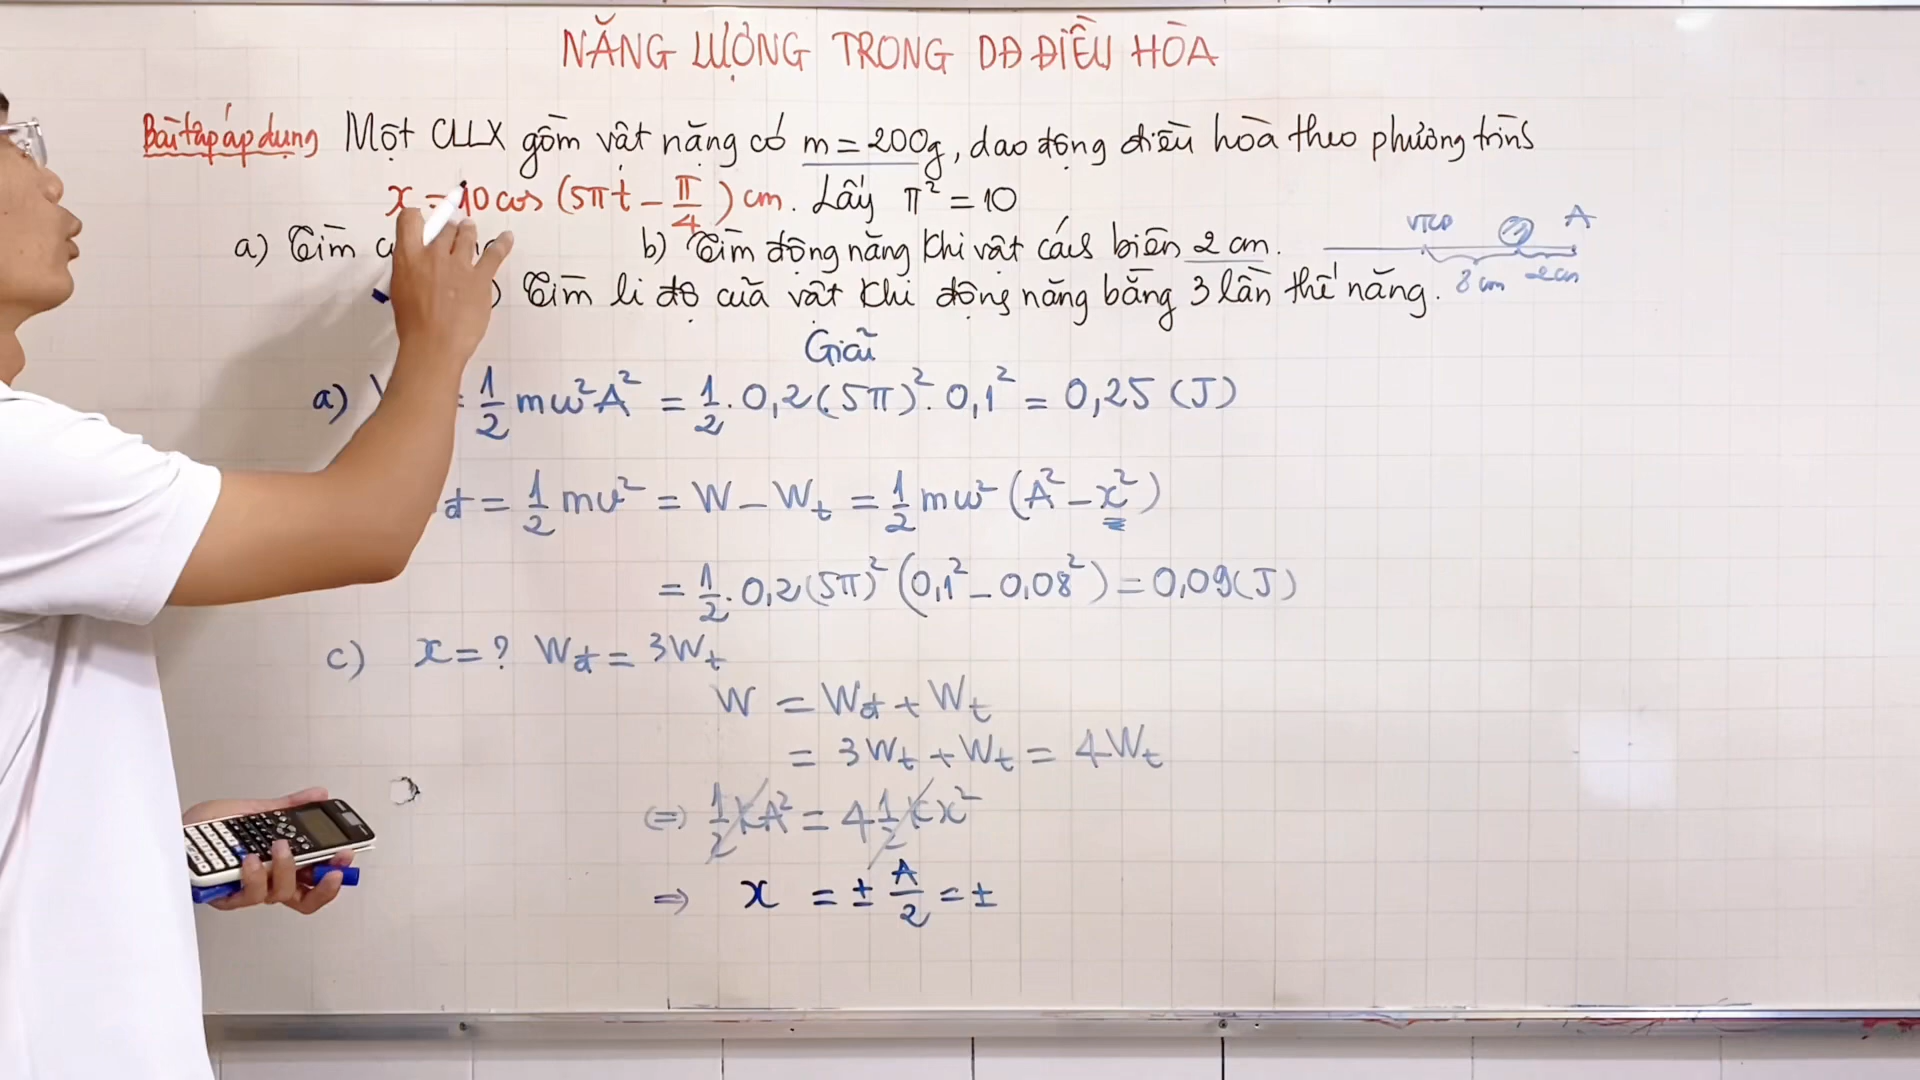 NĂNG LƯỢNG TRONG DĐ ĐIỀU HÒA
Bài tập áp dụng Một CLLX gồm vật nặng có m = 200g, dao động điều hòa theo phương trình
x = 10 cos (5πt - π/4) cm. Lấy π² = 10
a) Tìm
b) Tìm động năng khi vật cách biên 2 cm.
) Tìm li độ của vật khi động năng bằng 3 lần thế năng.
VTCB A
8 cm 2 cm
Giải
a) = 1/2 mω²A² = 1/2 . 0,2 (5π)² . 0,1² = 0,25 (J)
đ = 1/2 mv² = W - Wt = 1/2 mω² (A² - x²)
= 1/2 . 0,2 (5π)² (0,1² - 0,08²) = 0,09 (J)
c) x = ? Wđ = 3Wt
W = Wđ + Wt
= 3Wt + Wt = 4Wt
⇔ 1/2 kA² = 4 1/2 kx²
⇒ x = ± A/2 = ±